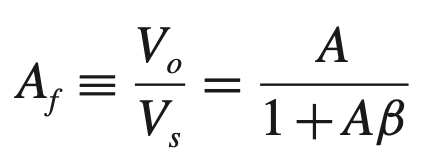 A_f ≡ V_o / V_s = A / (1 + Aβ)